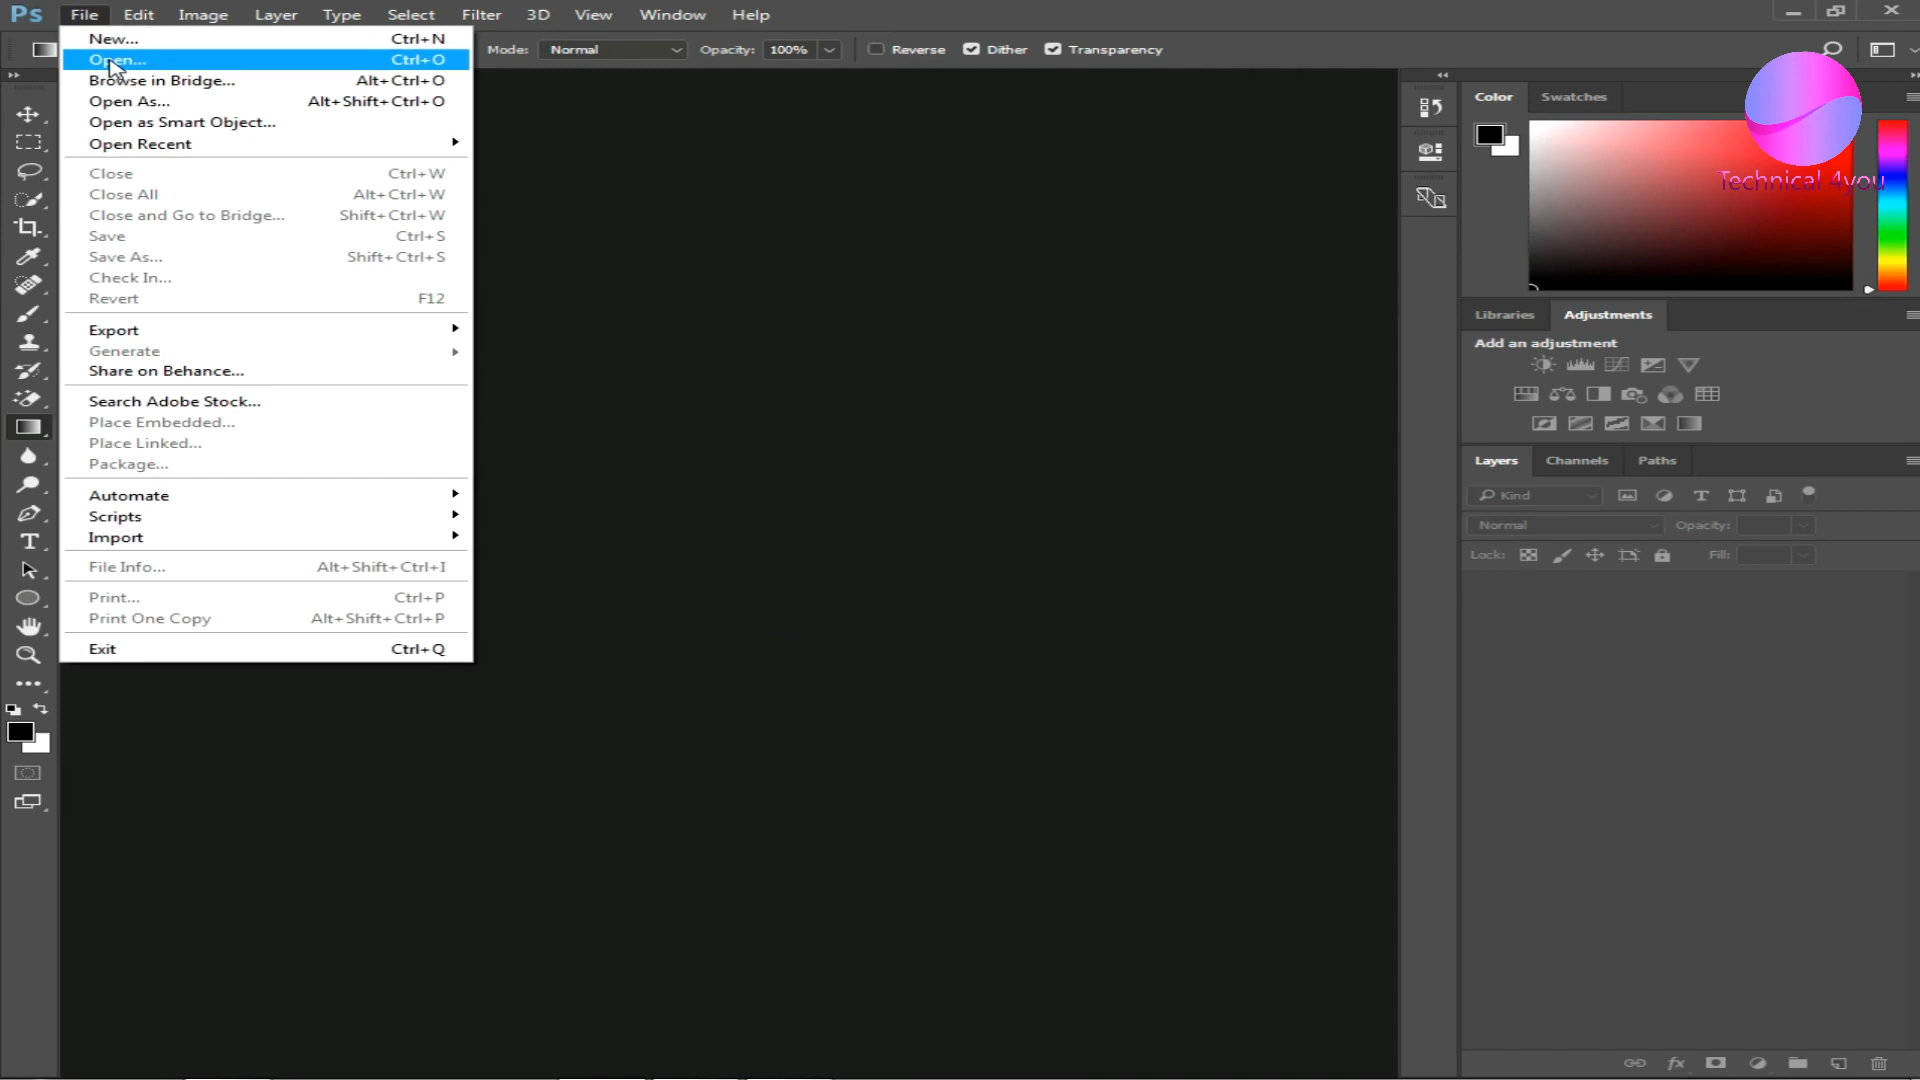 Ps File Edit Image Layer Type Select Filter 3D View Window Help
Mode: Normal Opacity: 100% Reverse Dither Transparency
New... Ctrl+N
Open... Ctrl+O
Browse in Bridge... Alt+Ctrl+O
Open As... Alt+Shift+Ctrl+O
Open as Smart Object...
Open Recent
Close Ctrl+W
Close All Alt+Ctrl+W
Close and Go to Bridge... Shift+Ctrl+W
Save Ctrl+S
Save As... Shift+Ctrl+S
Check In...
Revert F12
Export
Generate
Share on Behance...
Search Adobe Stock...
Place Embedded...
Place Linked...
Package...
Automate
Scripts
Import
File Info... Alt+Shift+Ctrl+I
Print... Ctrl+P
Print One Copy Alt+Shift+Ctrl+P
Exit Ctrl+Q
Color Swatches
Technical 4you
Libraries Adjustments
Add an adjustment
Layers Channels Paths
Kind
Normal Opacity:
Lock: Fill: